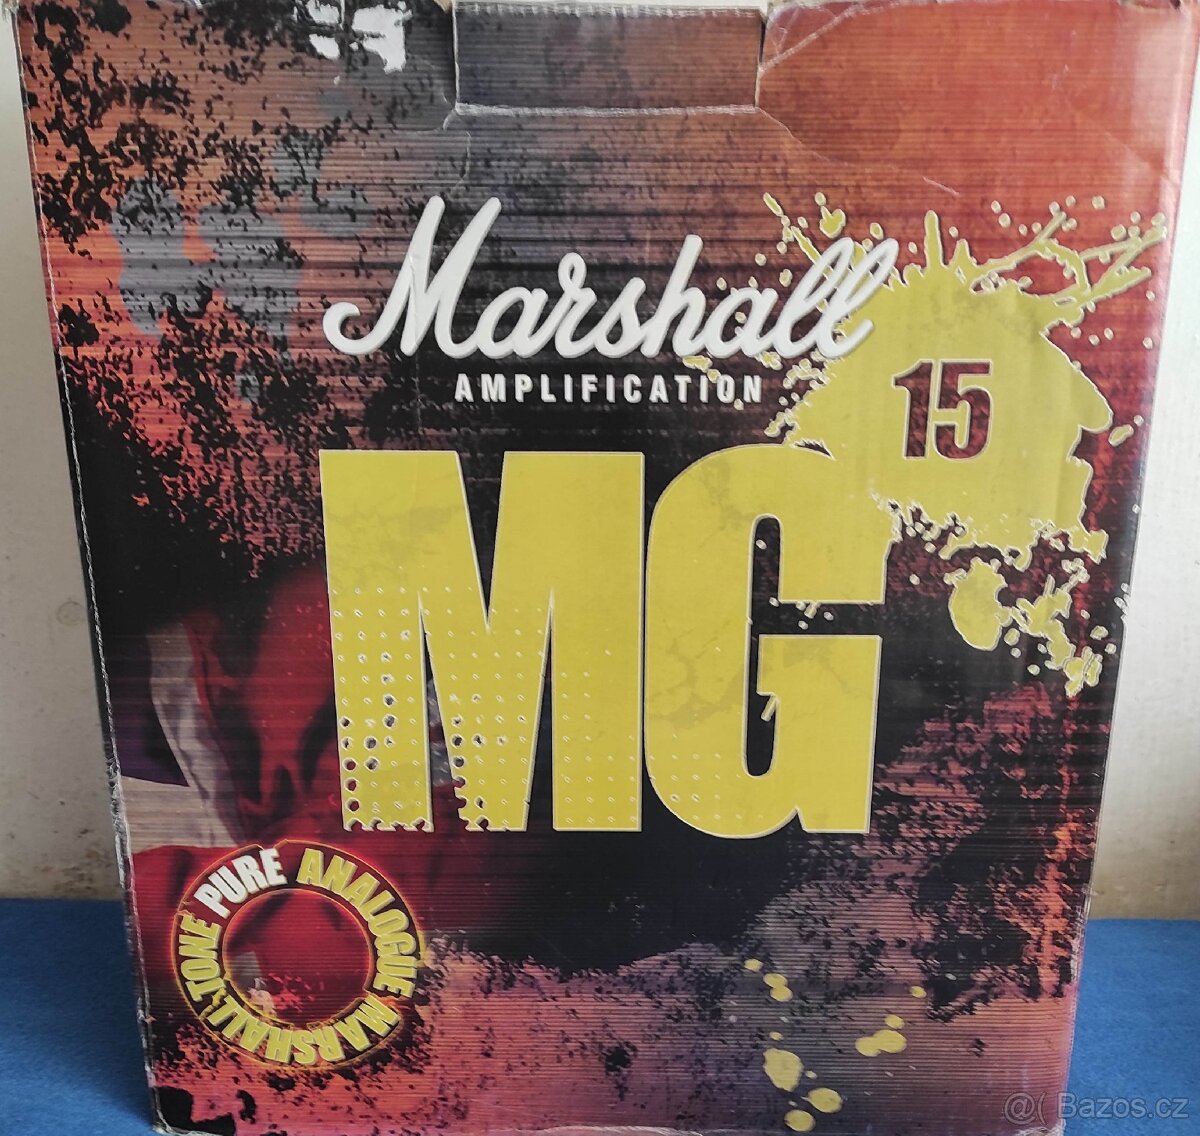 Marshall
AMPLIFICATION
15
MG
PURE ANALOGUE MARSHALL TONE
@( Bazos.cz